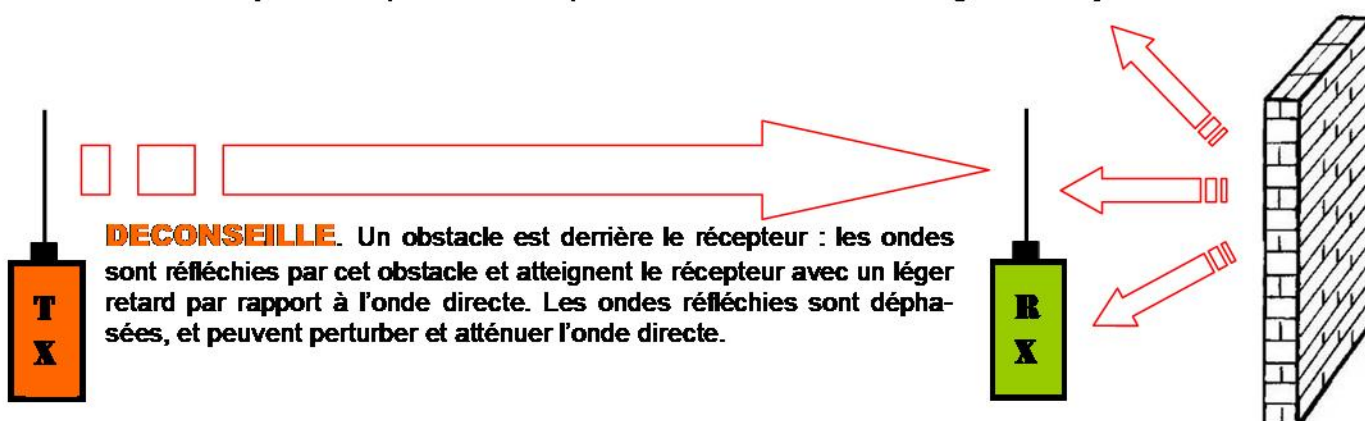 DECONSEILLE. Un obstacle est derrière le récepteur : les ondes
sont réfléchies par cet obstacle et atteignent le récepteur avec un léger
retard par rapport à l'onde directe. Les ondes réfléchies sont dépha-
sées, et peuvent perturber et atténuer l'onde directe.
T
X
R
X